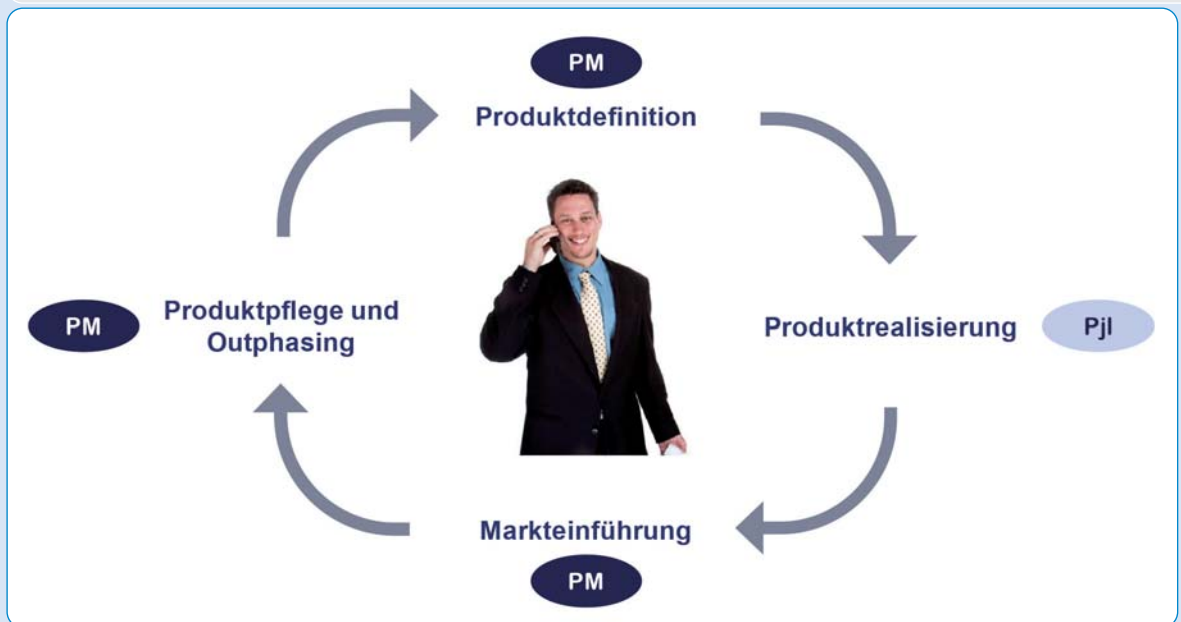 PM
Produktdefinition
Produktrealisierung
Pjl
Markteinführung
PM
PM
Produktpflege und
Outphasing